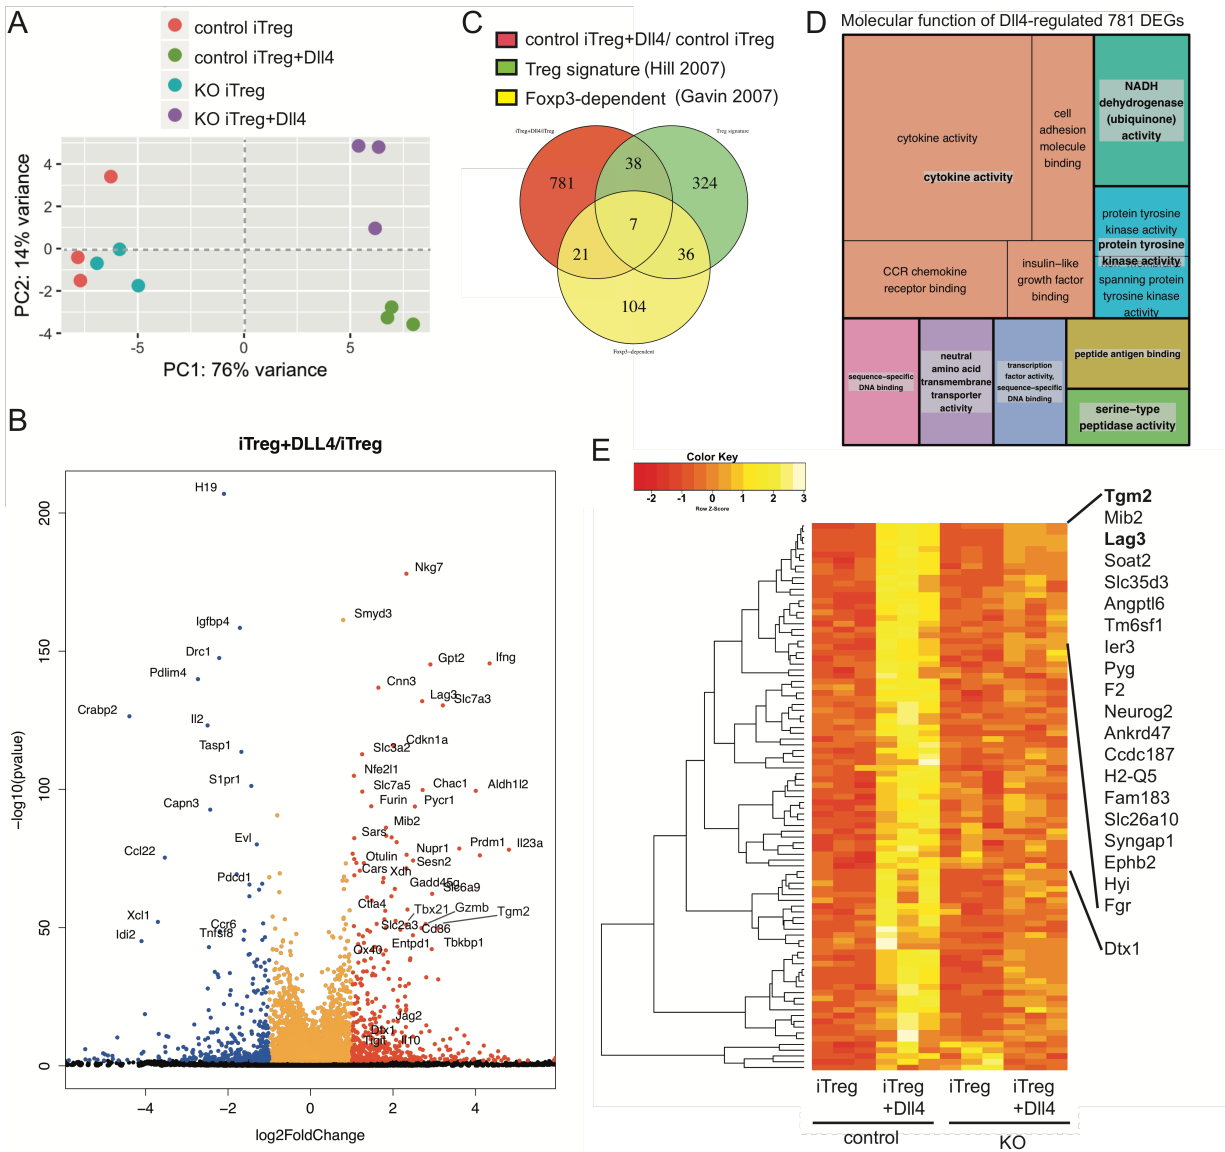 A
control iTreg
control iTreg+Dll4
KO iTreg
KO iTreg+Dll4
PC2: 14% variance
4
2
0
-2
-4
-5
0
5
PC1: 76% variance
C
control iTreg+Dll4/ control iTreg
Treg signature (Hill 2007)
Foxp3-dependent (Gavin 2007)
iTreg+Dll4/iTreg
Treg signature
781
38
324
7
21
36
104
Foxp3-dependent
D
Molecular function of Dll4-regulated 781 DEGs
cytokine activity
cytokine activity
cell
adhesion
molecule
binding
NADH
dehydrogenase
(ubiquinone)
activity
protein tyrosine
kinase activity
protein tyrosine
kinase activity
spanning protein
tyrosine kinase
activity
CCR chemokine
receptor binding
insulin-like
growth factor
binding
sequence-specific
DNA binding
neutral
amino acid
transmembrane
transporter
activity
transcription
factor activity,
sequence-specific
DNA binding
peptide antigen binding
serine-type
peptidase activity
B
iTreg+DLL4/iTreg
-log10(pvalue)
200
150
100
50
0
H19
Nkg7
Smyd3
Igfbp4
Drc1
Pdlim4
Gpt2
Ifng
Cnn3
Lag3
Slc7a3
Crabp2
Il2
Tasp1
Cdkn1a
Slc3a2
Nfe2l1
S1pr1
Slc7a5
Chac1
Aldh1l2
Capn3
Furin
Pycr1
Mib2
Evl
Sars
Ccl22
Nupr1
Prdm1
Il23a
Otulin
Sesn2
Pdcd1
Cars
Xdh
Gadd45g
Slc6a9
Ctla4
Tbx21
Gzmb
Tgm2
Xcl1
Ccr6
Slc2a3
Cd86
Idi2
Tnfsf8
Entpd1
Tbkbp1
Ox40
Jag2
Dtx1
Tigit
Il10
-4
-2
0
2
4
log2FoldChange
E
Color Key
-2
-1
0
1
2
3
Row Z-Score
Tgm2
Mib2
Lag3
Soat2
Slc35d3
Angptl6
Tm6sf1
Ier3
Pyg
F2
Neurog2
Ankrd47
Ccdc187
H2-Q5
Fam183
Slc26a10
Syngap1
Ephb2
Hyi
Fgr
Dtx1
iTreg
iTreg
+Dll4
iTreg
iTreg
+Dll4
control
KO